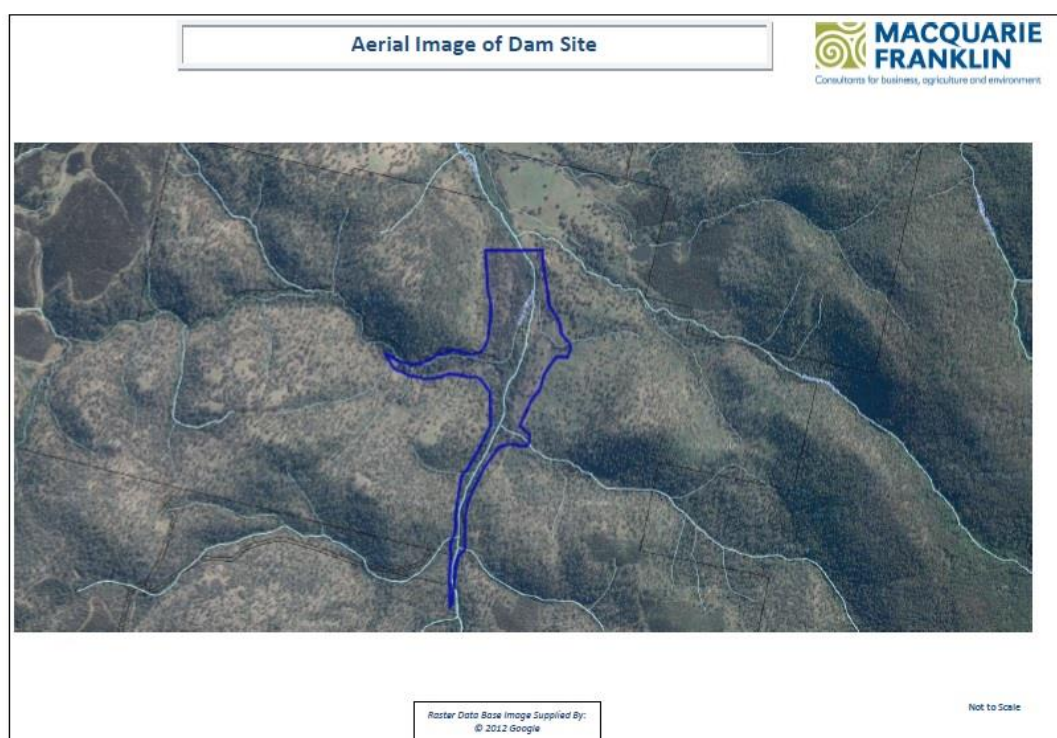 Aerial Image of Dam Site
MACQUARIE
FRANKLIN
Consultants for business, agriculture and environment
Not to Scale
Raster Data Base Image Supplied By:
© 2012 Google